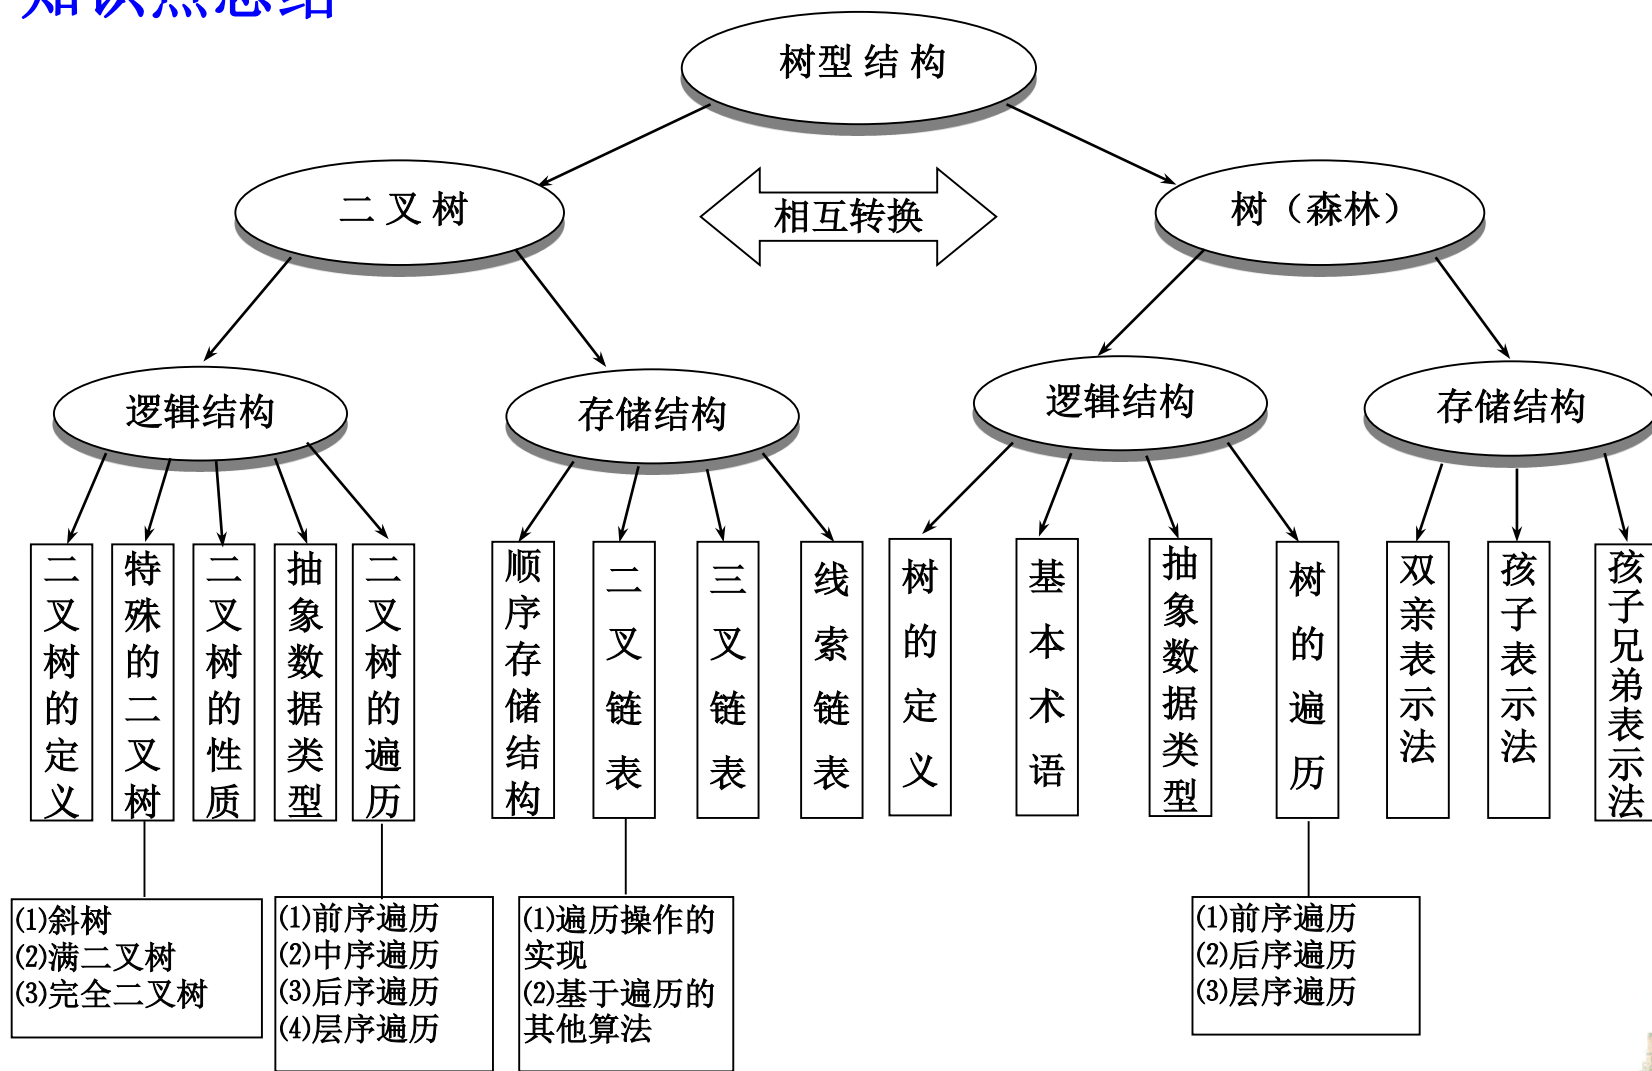 知识点总结
树型结构
二叉树
相互转换
树（森林）
逻辑结构
存储结构
逻辑结构
存储结构
二叉树的定义
特殊的二叉树
二叉树的性质
抽象数据类型
二叉树的遍历
顺序存储结构
二叉链表
三叉链表
线索链表
树的定义
基本术语
抽象数据类型
树的遍历
双亲表示法
孩子表示法
孩子兄弟表示法
⑴斜树
⑵满二叉树
⑶完全二叉树
⑴前序遍历
⑵中序遍历
⑶后序遍历
⑷层序遍历
⑴遍历操作的
实现
⑵基于遍历的
其他算法
⑴前序遍历
⑵后序遍历
⑶层序遍历